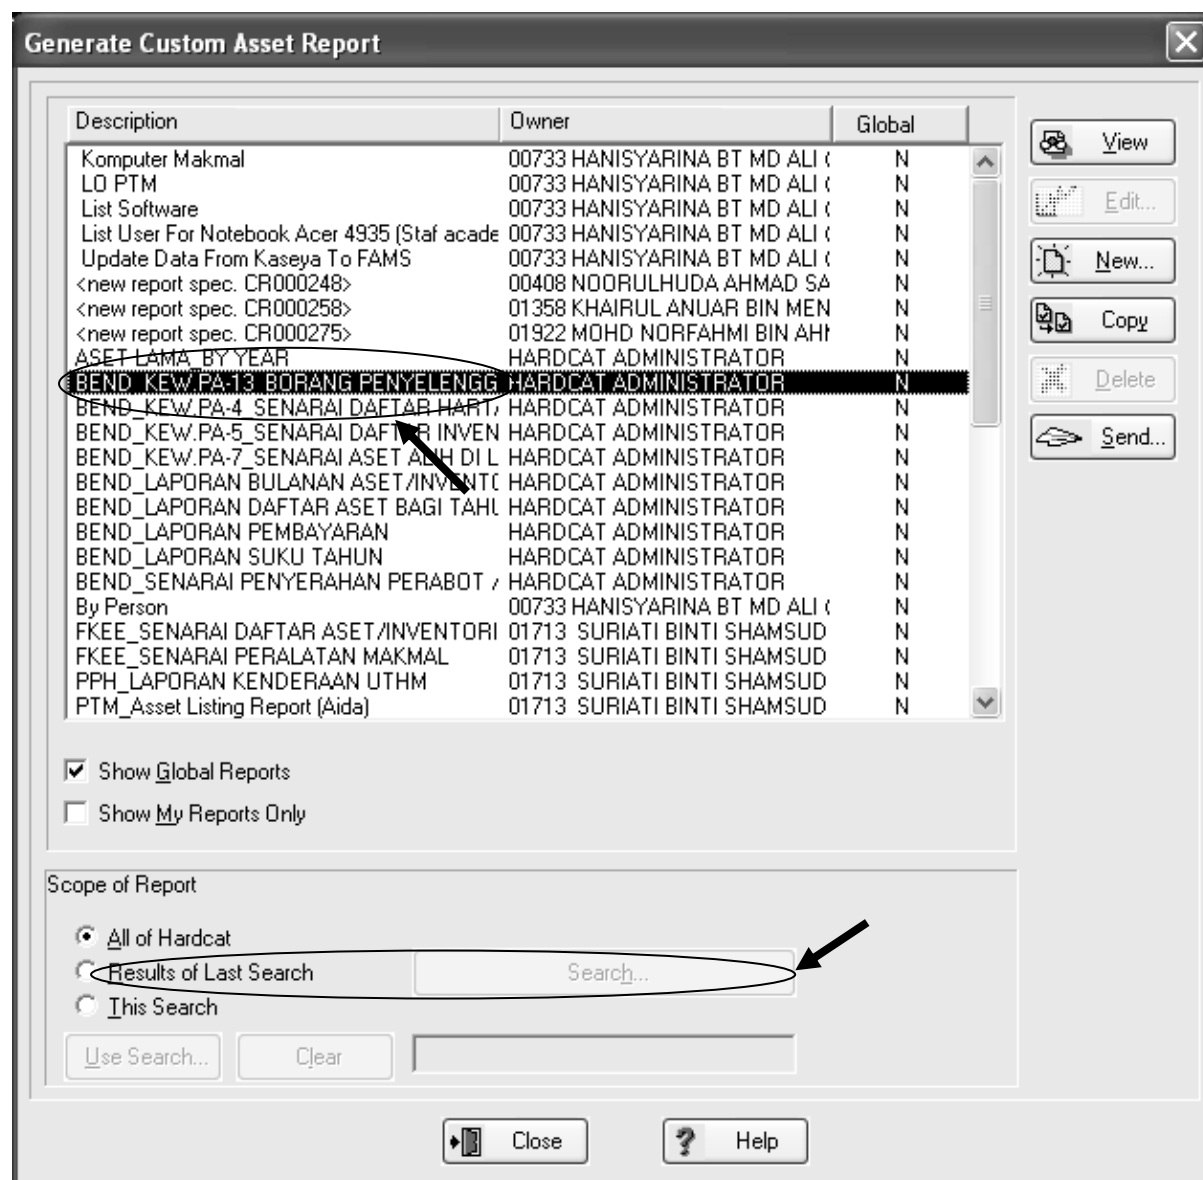 Generate Custom Asset Report
Description Owner Global
Komputer Makmal 00733 HANISYARINA BT MD ALI ( N
LO PTM 00733 HANISYARINA BT MD ALI ( N
List Software 00733 HANISYARINA BT MD ALI ( N
List User For Notebook Acer 4935 (Staf acade 00733 HANISYARINA BT MD ALI ( N
Update Data From Kaseya To FAMS 00733 HANISYARINA BT MD ALI ( N
<new report spec. CR000248> 00408 NOORULHUDA AHMAD SA N
<new report spec. CR000258> 01358 KHAIRUL ANUAR BIN MEN N
<new report spec. CR000275> 01922 MOHD NORFAHMI BIN AHM N
ASET LAMA_BY YEAR HARDCAT ADMINISTRATOR N
BEND_KEW.PA-13_BORANG PENYELENGG HARDCAT ADMINISTRATOR N
BEND_KEW.PA-4_SENARAI DAFTAR HARTA HARDCAT ADMINISTRATOR N
BEND_KEW.PA-5_SENARAI DAFTAR INVEN HARDCAT ADMINISTRATOR N
BEND_KEW.PA-7_SENARAI ASET ALIH DI L HARDCAT ADMINISTRATOR N
BEND_LAPORAN BULANAN ASET/INVENTO HARDCAT ADMINISTRATOR N
BEND_LAPORAN DAFTAR ASET BAGI TAHU HARDCAT ADMINISTRATOR N
BEND_LAPORAN PEMBAYARAN HARDCAT ADMINISTRATOR N
BEND_LAPORAN SUKU TAHUN HARDCAT ADMINISTRATOR N
BEND_SENARAI PENYERAHAN PERABOT / HARDCAT ADMINISTRATOR N
By Person 00733 HANISYARINA BT MD ALI ( N
FKEE_SENARAI DAFTAR ASET/INVENTORI 01713 SURIATI BINTI SHAMSUD N
FKEE_SENARAI PERALATAN MAKMAL 01713 SURIATI BINTI SHAMSUD N
PPH_LAPORAN KENDERAAN UTHM 01713 SURIATI BINTI SHAMSUD N
PTM_Asset Listing Report (Aida) 01713 SURIATI BINTI SHAMSUD N
View
Edit...
New...
Copy
Delete
Send...
Show Global Reports
Show My Reports Only
Scope of Report
All of Hardcat
Results of Last Search Search...
This Search
Use Search... Clear
Close Help